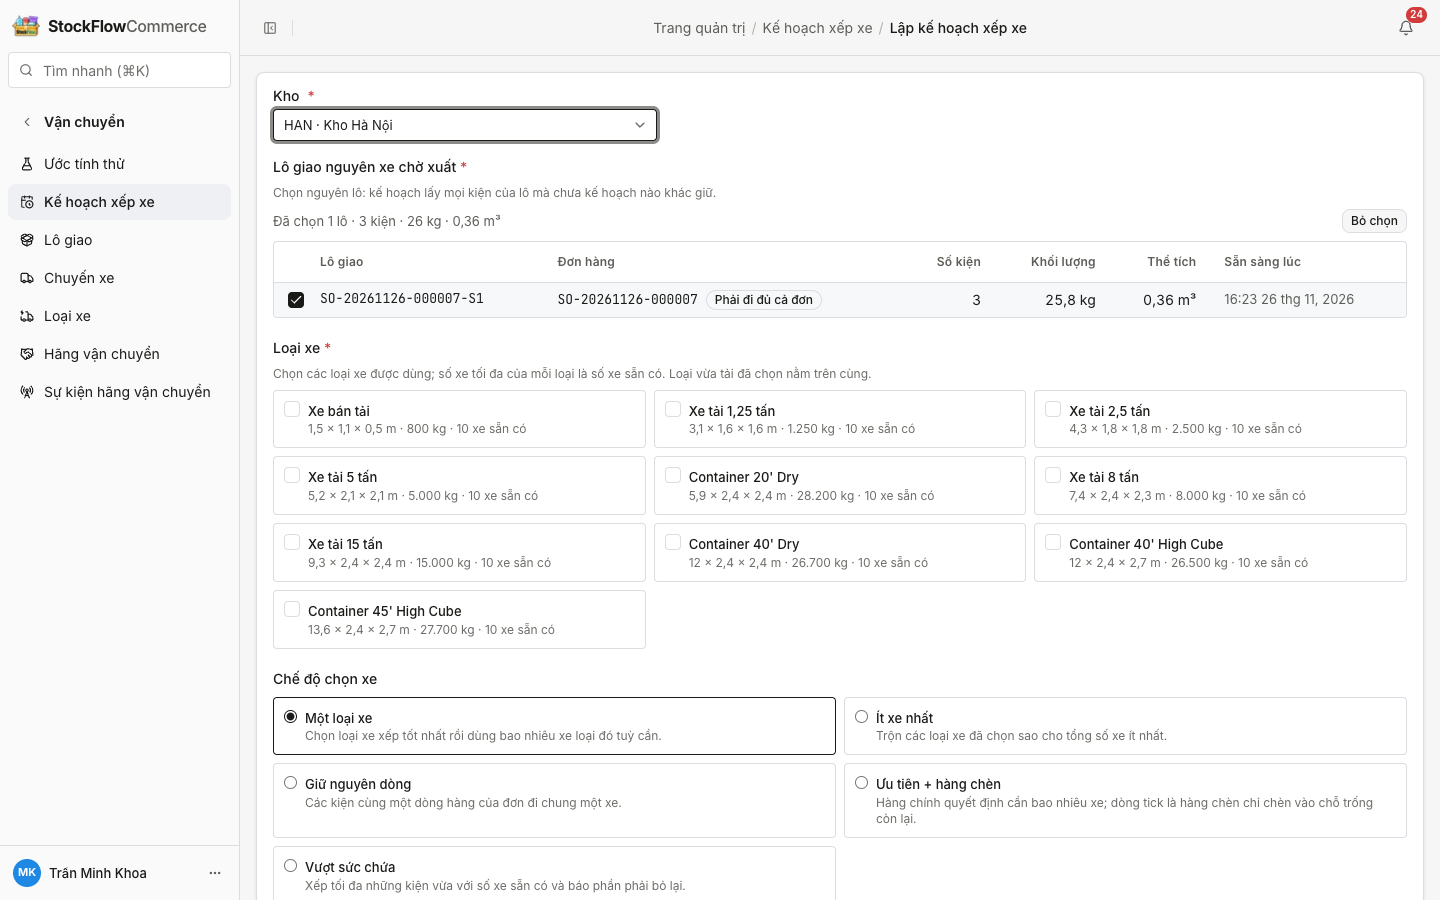 StockFlowCommerce
Tìm nhanh (⌘K)
Vận chuyển
Ước tính thử
Kế hoạch xếp xe
Lô giao
Chuyến xe
Loại xe
Hãng vận chuyển
Sự kiện hãng vận chuyển
MK Trần Minh Khoa
Trang quản trị / Kế hoạch xếp xe / Lập kế hoạch xếp xe
24
Kho *
HAN · Kho Hà Nội
Lô giao nguyên xe chờ xuất *
Chọn nguyên lô: kế hoạch lấy mọi kiện của lô mà chưa kế hoạch nào khác giữ.
Đã chọn 1 lô · 3 kiện · 26 kg · 0,36 m³
Bỏ chọn
Lô giao Đơn hàng Số kiện Khối lượng Thể tích Sẵn sàng lúc
SO-20261126-000007-S1 SO-20261126-000007 Phải đi đủ cả đơn 3 25,8 kg 0,36 m³ 16:23 26 thg 11, 2026
Loại xe *
Chọn các loại xe được dùng; số xe tối đa của mỗi loại là số xe sẵn có. Loại vừa tải đã chọn nằm trên cùng.
Xe bán tải
1,5 × 1,1 × 0,5 m · 800 kg · 10 xe sẵn có
Xe tải 1,25 tấn
3,1 × 1,6 × 1,6 m · 1.250 kg · 10 xe sẵn có
Xe tải 2,5 tấn
4,3 × 1,8 × 1,8 m · 2.500 kg · 10 xe sẵn có
Xe tải 5 tấn
5,2 × 2,1 × 2,1 m · 5.000 kg · 10 xe sẵn có
Container 20' Dry
5,9 × 2,4 × 2,4 m · 28.200 kg · 10 xe sẵn có
Xe tải 8 tấn
7,4 × 2,4 × 2,3 m · 8.000 kg · 10 xe sẵn có
Xe tải 15 tấn
9,3 × 2,4 × 2,4 m · 15.000 kg · 10 xe sẵn có
Container 40' Dry
12 × 2,4 × 2,4 m · 26.700 kg · 10 xe sẵn có
Container 40' High Cube
12 × 2,4 × 2,7 m · 26.500 kg · 10 xe sẵn có
Container 45' High Cube
13,6 × 2,4 × 2,7 m · 27.700 kg · 10 xe sẵn có
Chế độ chọn xe
Một loại xe
Chọn loại xe xếp tốt nhất rồi dùng bao nhiêu xe loại đó tuỳ cần.
Ít xe nhất
Trộn các loại xe đã chọn sao cho tổng số xe ít nhất.
Giữ nguyên dòng
Các kiện cùng một dòng hàng của đơn đi chung một xe.
Ưu tiên + hàng chèn
Hàng chính quyết định cần bao nhiêu xe; dòng tick là hàng chèn chỉ chèn vào chỗ trống
còn lại.
Vượt sức chứa
Xếp tối đa những kiện vừa với số xe sẵn có và báo phần phải bỏ lại.